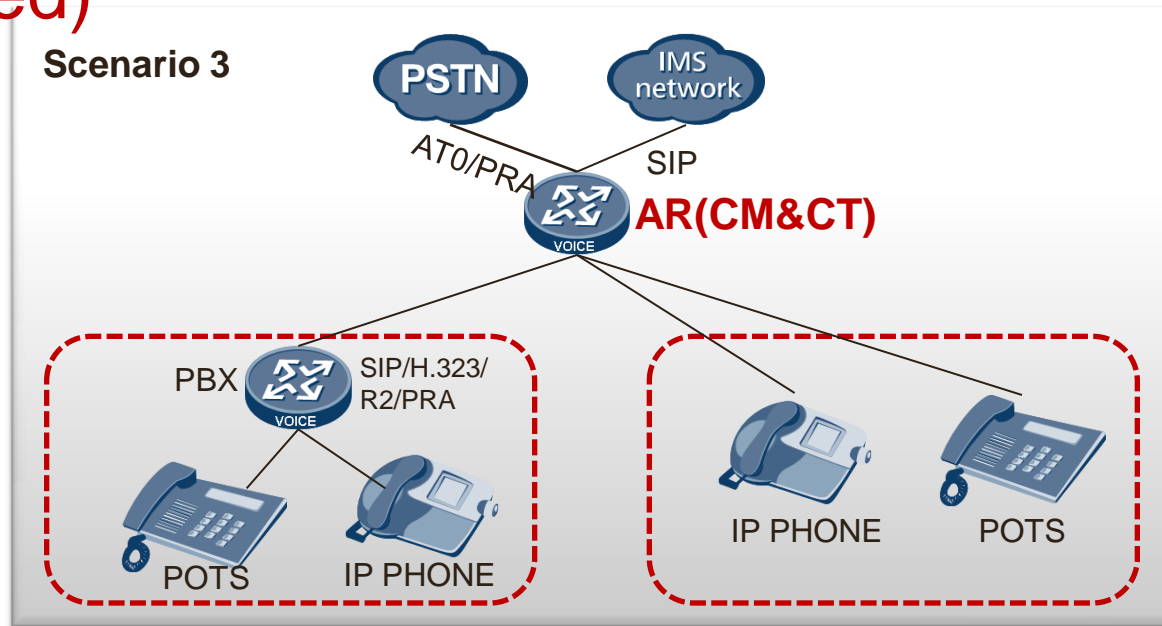 ed)
Scenario 3
PSTN
IMS
network
AT0/PRA
SIP
AR(CM&CT)
VOICE
PBX
SIP/H.323/
R2/PRA
VOICE
POTS
IP PHONE
IP PHONE
POTS